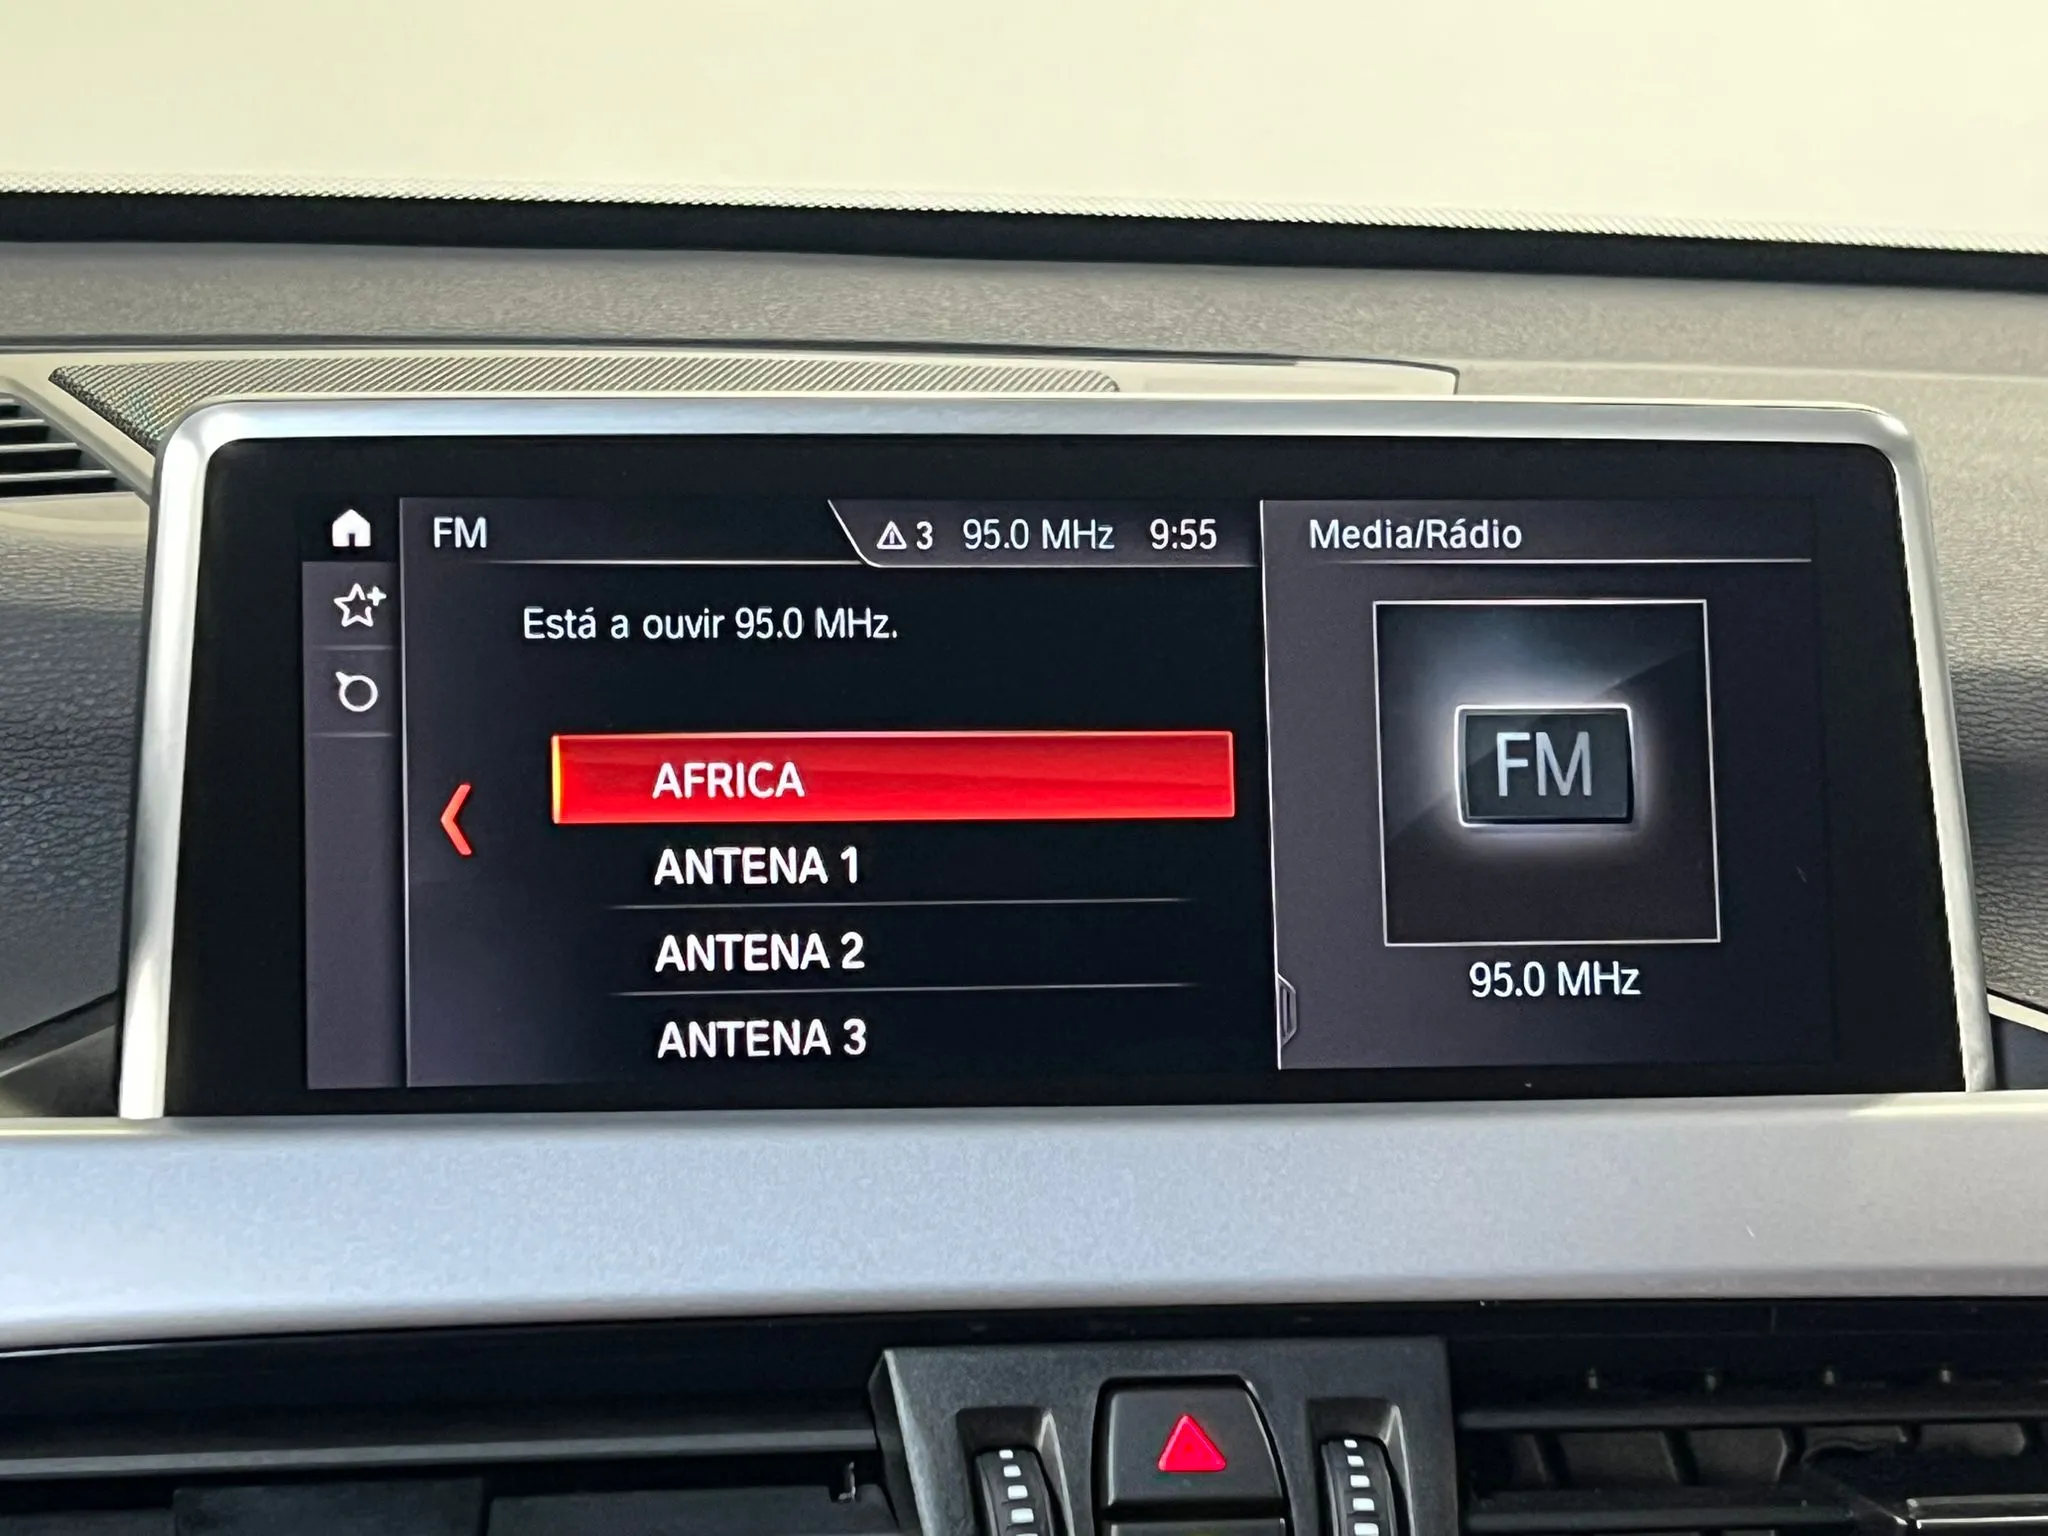 FM
3 95.0 MHz 9:55
Media/Rádio
Está a ouvir 95.0 MHz.
AFRICA
ANTENA 1
ANTENA 2
ANTENA 3
FM
95.0 MHz